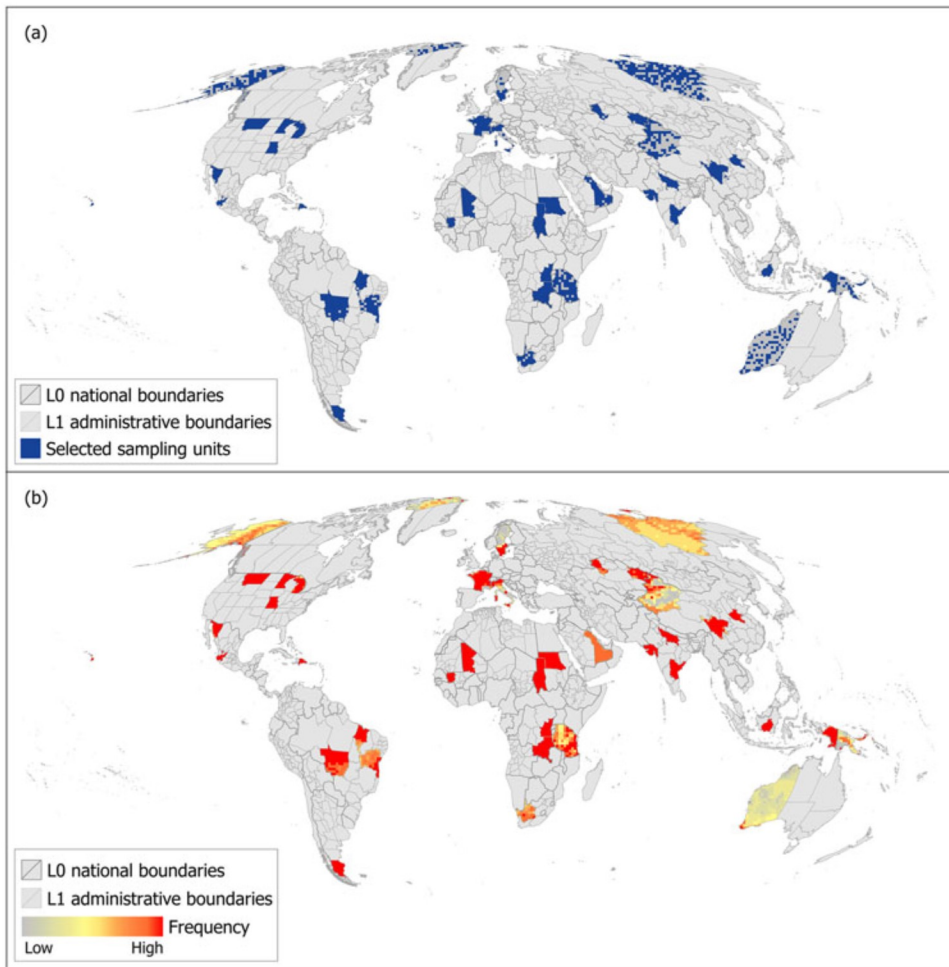 (a)
L0 national boundaries
L1 administrative boundaries
Selected sampling units
(b)
L0 national boundaries
L1 administrative boundaries
Frequency
Low High